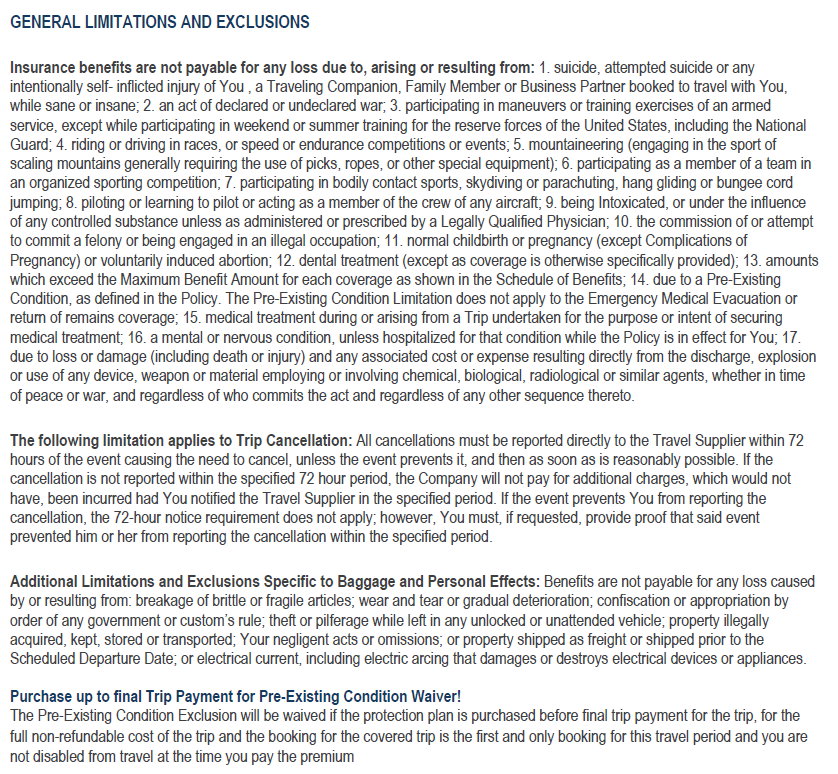 GENERAL LIMITATIONS AND EXCLUSIONS
Insurance benefits are not payable for any loss due to, arising or resulting from: 1. suicide, attempted suicide or any
intentionally self- inflicted injury of You , a Traveling Companion, Family Member or Business Partner booked to travel with You,
while sane or insane; 2. an act of declared or undeclared war; 3. participating in maneuvers or training exercises of an armed
service, except while participating in weekend or summer training for the reserve forces of the United States, including the National
Guard; 4. riding or driving in races, or speed or endurance competitions or events; 5. mountaineering (engaging in the sport of
scaling mountains generally requiring the use of picks, ropes, or other special equipment); 6. participating as a member of a team in
an organized sporting competition; 7. participating in bodily contact sports, skydiving or parachuting, hang gliding or bungee cord
jumping; 8. piloting or learning to pilot or acting as a member of the crew of any aircraft; 9. being Intoxicated, or under the influence
of any controlled substance unless as administered or prescribed by a Legally Qualified Physician; 10. the commission of or attempt
to commit a felony or being engaged in an illegal occupation; 11. normal childbirth or pregnancy (except Complications of
Pregnancy) or voluntarily induced abortion; 12. dental treatment (except as coverage is otherwise specifically provided); 13. amounts
which exceed the Maximum Benefit Amount for each coverage as shown in the Schedule of Benefits; 14. due to a Pre-Existing
Condition, as defined in the Policy. The Pre-Existing Condition Limitation does not apply to the Emergency Medical Evacuation or
return of remains coverage; 15. medical treatment during or arising from a Trip undertaken for the purpose or intent of securing
medical treatment; 16. a mental or nervous condition, unless hospitalized for that condition while the Policy is in effect for You; 17.
due to loss or damage (including death or injury) and any associated cost or expense resulting directly from the discharge, explosion
or use of any device, weapon or material employing or involving chemical, biological, radiological or similar agents, whether in time
of peace or war, and regardless of who commits the act and regardless of any other sequence thereto.
The following limitation applies to Trip Cancellation: All cancellations must be reported directly to the Travel Supplier within 72
hours of the event causing the need to cancel, unless the event prevents it, and then as soon as is reasonably possible. If the
cancellation is not reported within the specified 72 hour period, the Company will not pay for additional charges, which would not
have, been incurred had You notified the Travel Supplier in the specified period. If the event prevents You from reporting the
cancellation, the 72-hour notice requirement does not apply; however, You must, if requested, provide proof that said event
prevented him or her from reporting the cancellation within the specified period.
Additional Limitations and Exclusions Specific to Baggage and Personal Effects: Benefits are not payable for any loss caused
by or resulting from: breakage of brittle or fragile articles; wear and tear or gradual deterioration; confiscation or appropriation by
order of any government or custom's rule; theft or pilferage while left in any unlocked or unattended vehicle; property illegally
acquired, kept, stored or transported; Your negligent acts or omissions; or property shipped as freight or shipped prior to the
Scheduled Departure Date; or electrical current, including electric arcing that damages or destroys electrical devices or appliances.
Purchase up to final Trip Payment for Pre-Existing Condition Waiver!
The Pre-Existing Condition Exclusion will be waived if the protection plan is purchased before final trip payment for the trip, for the
full non-refundable cost of the trip and the booking for the covered trip is the first and only booking for this travel period and you are
not disabled from travel at the time you pay the premium